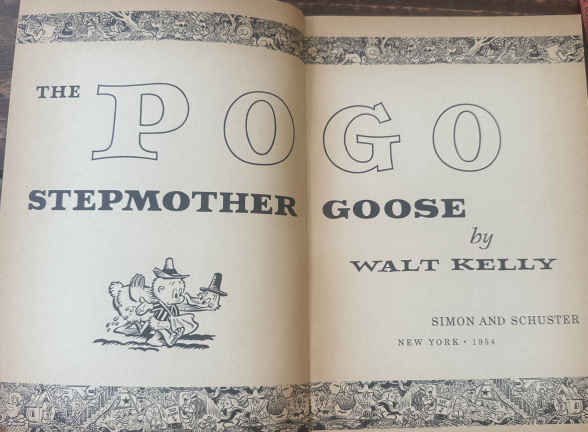 THE POGO
STEPMOTHER GOOSE
by
WALT KELLY
SIMON AND SCHUSTER
NEW YORK • 1954